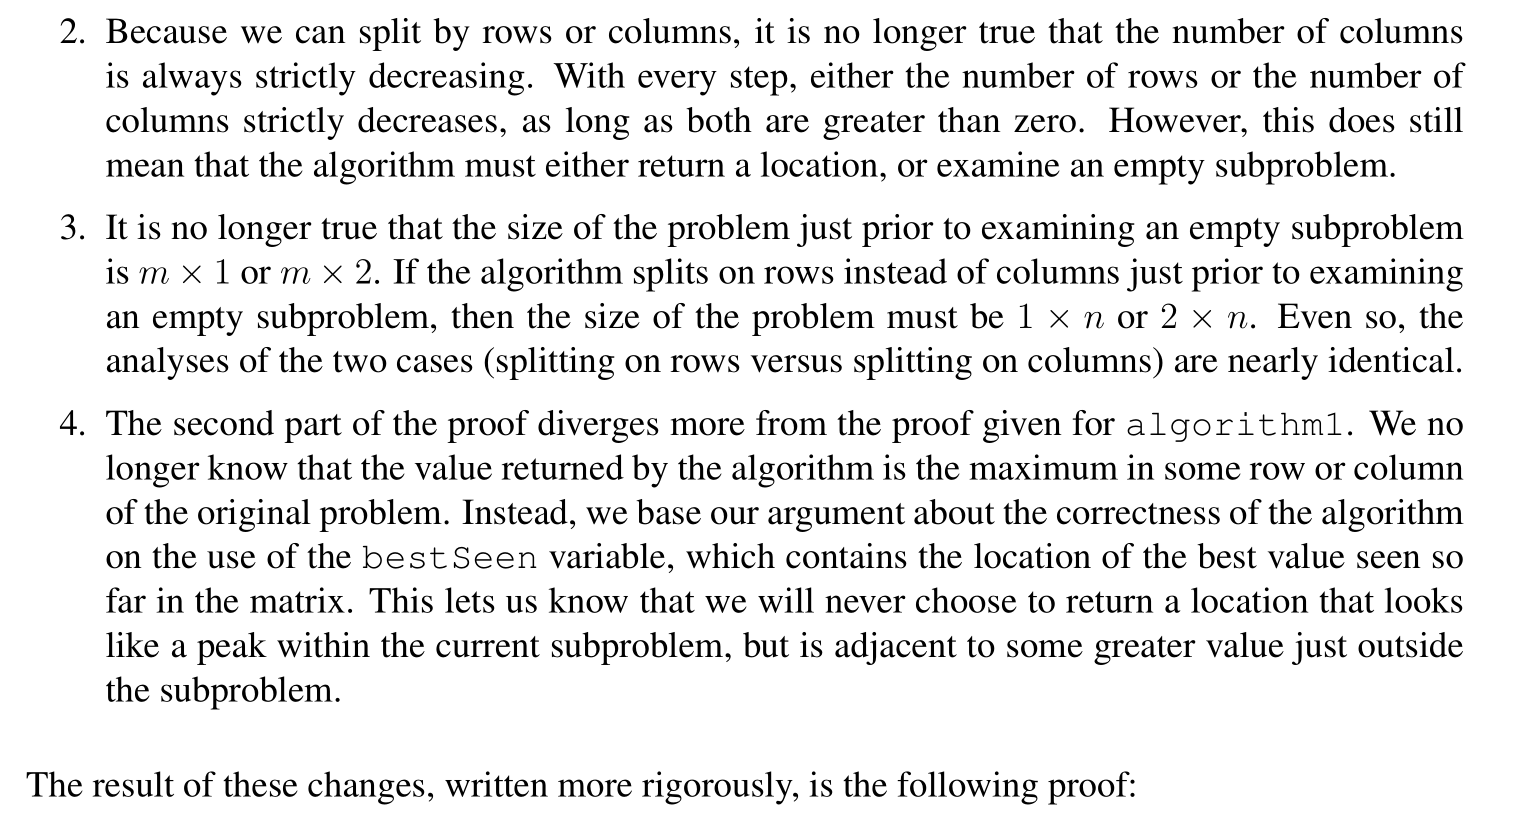 2. Because we can split by rows or columns, it is no longer true that the number of columns
is always strictly decreasing. With every step, either the number of rows or the number of
columns strictly decreases, as long as both are greater than zero. However, this does still
mean that the algorithm must either return a location, or examine an empty subproblem.
3. It is no longer true that the size of the problem just prior to examining an empty subproblem
is m × 1 or m × 2. If the algorithm splits on rows instead of columns just prior to examining
an empty subproblem, then the size of the problem must be 1 × n or 2 × n. Even so, the
analyses of the two cases (splitting on rows versus splitting on columns) are nearly identical.
4. The second part of the proof diverges more from the proof given for algorithm1. We no
longer know that the value returned by the algorithm is the maximum in some row or column
of the original problem. Instead, we base our argument about the correctness of the algorithm
on the use of the bestSeen variable, which contains the location of the best value seen so
far in the matrix. This lets us know that we will never choose to return a location that looks
like a peak within the current subproblem, but is adjacent to some greater value just outside
the subproblem.
The result of these changes, written more rigorously, is the following proof: